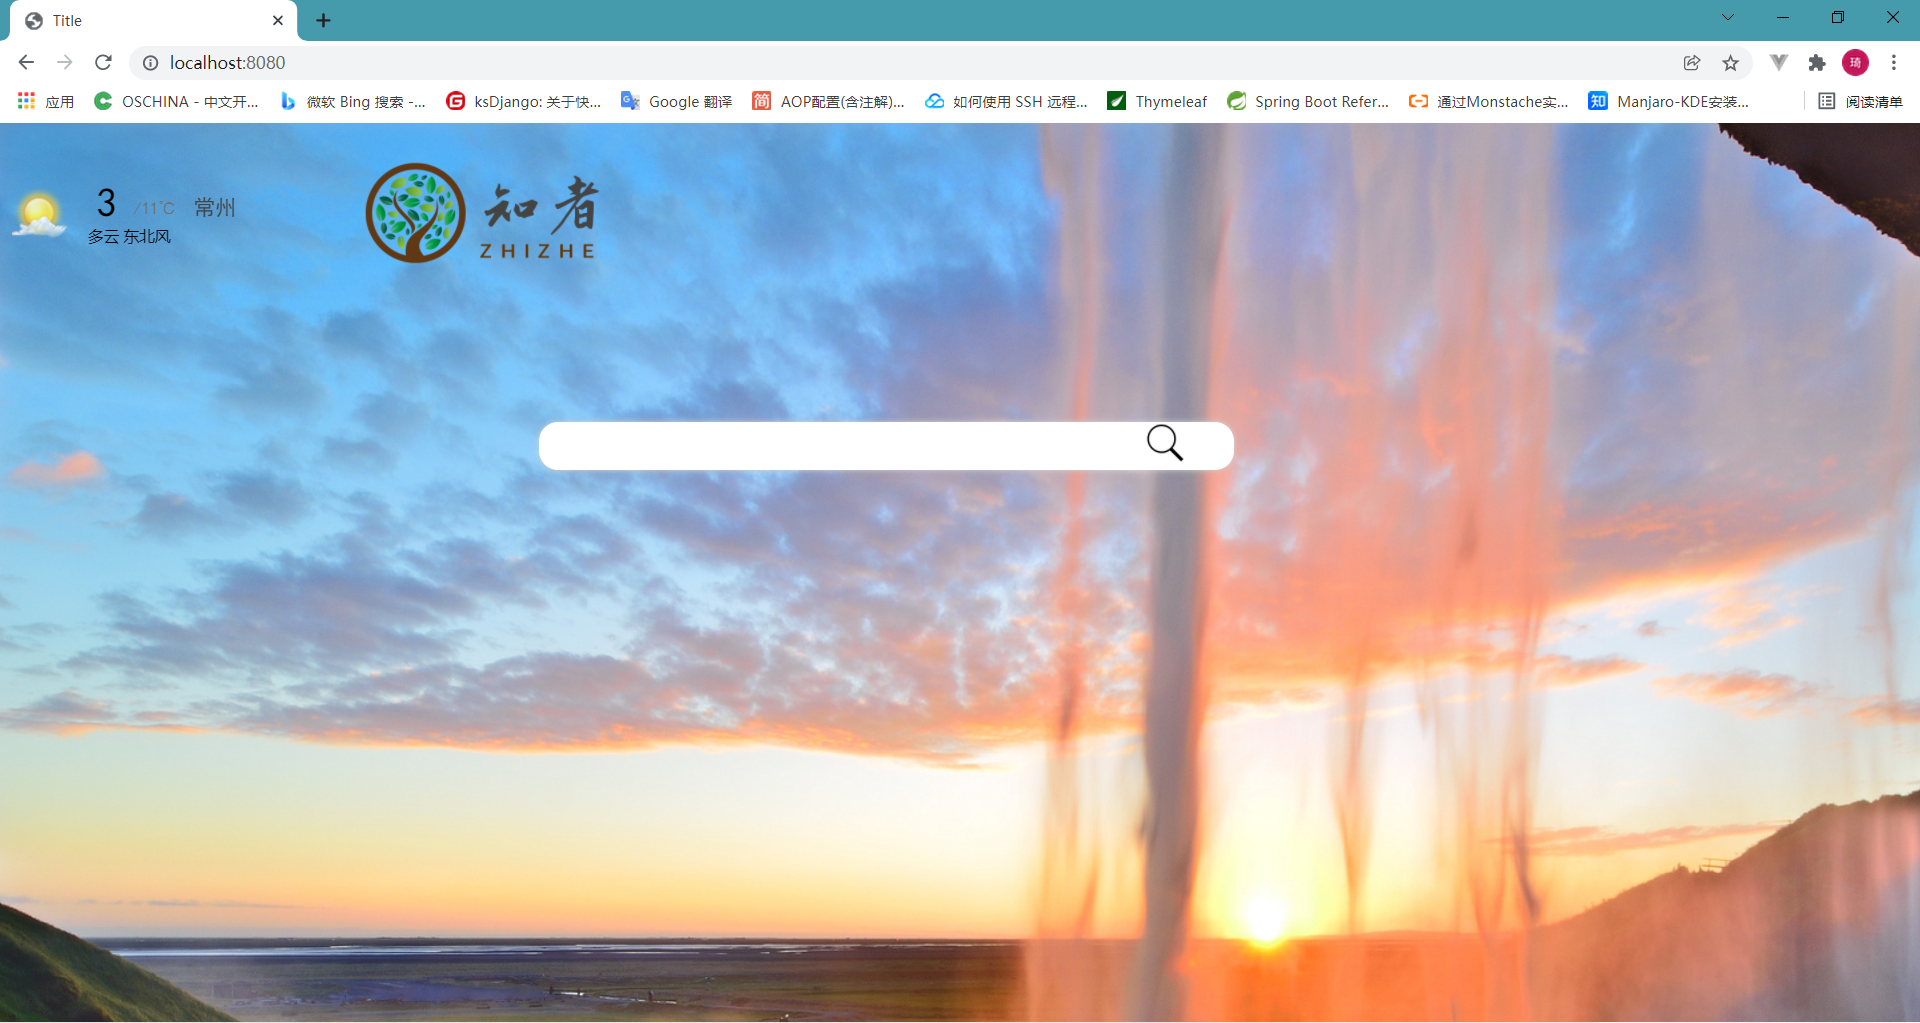 Title
localhost:8080
应用 OSCHINA - 中文开... 微软 Bing 搜索 -... ksDjango: 关于快... Google 翻译 AOP配置(含注解)... 如何使用 SSH 远程... Thymeleaf Spring Boot Refer... 通过Monstache实... Manjaro-KDE安装... 阅读清单
琦
简
知
3 /11°C 常州
多云 东北风
知者
ZHIZHE